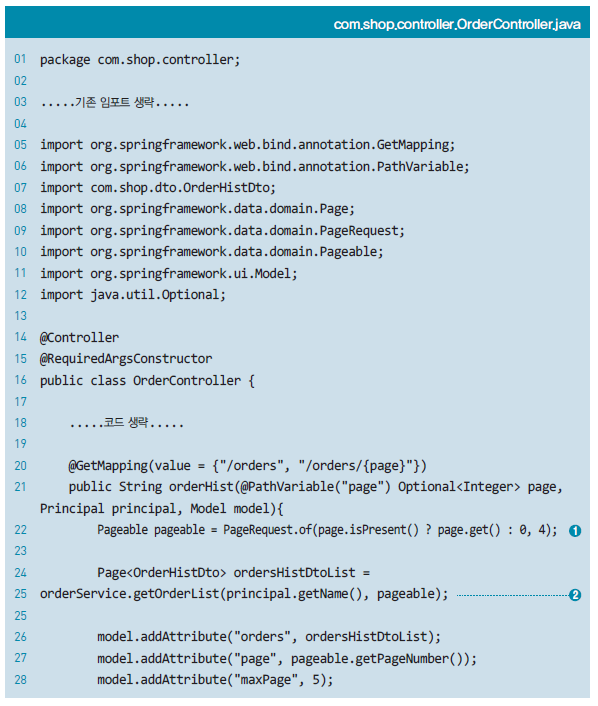 com.shop.controller.OrderController.java
01 package com.shop.controller;
02
03 .....기존 임포트 생략.....
04
05 import org.springframework.web.bind.annotation.GetMapping;
06 import org.springframework.web.bind.annotation.PathVariable;
07 import com.shop.dto.OrderHistDto;
08 import org.springframework.data.domain.Page;
09 import org.springframework.data.domain.PageRequest;
10 import org.springframework.data.domain.Pageable;
11 import org.springframework.ui.Model;
12 import java.util.Optional;
13
14 @Controller
15 @RequiredArgsConstructor
16 public class OrderController {
17
18 .....코드 생략.....
19
20 @GetMapping(value = {"/orders", "/orders/{page}"})
21 public String orderHist(@PathVariable("page") Optional<Integer> page,
Principal principal, Model model){
22 Pageable pageable = PageRequest.of(page.isPresent() ? page.get() : 0, 4); ❶
23
24 Page<OrderHistDto> ordersHistDtoList =
25 orderService.getOrderList(principal.getName(), pageable); ❷
25
26 model.addAttribute("orders", ordersHistDtoList);
27 model.addAttribute("page", pageable.getPageNumber());
28 model.addAttribute("maxPage", 5);